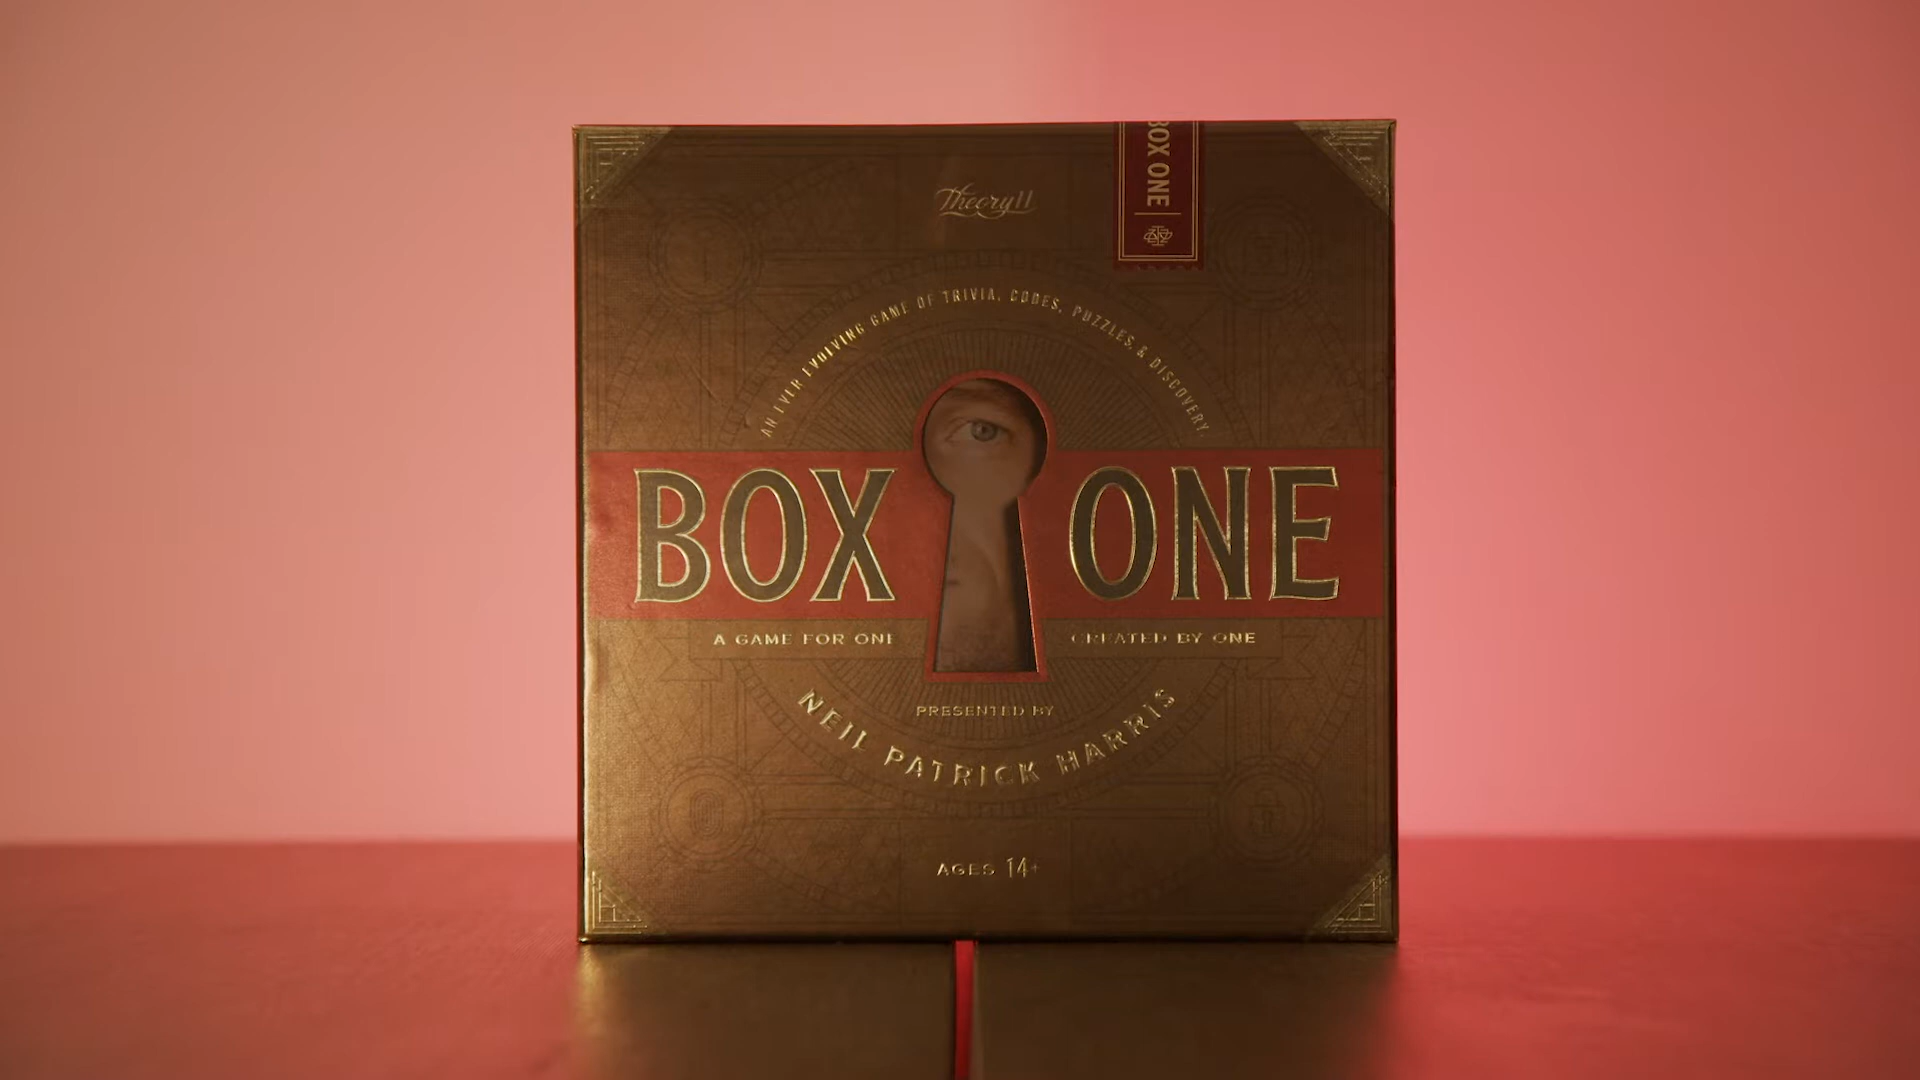 Theory11
BOX ONE
AN EVER EVOLVING GAME OF TRIVIA, CODES, PUZZLES, & DISCOVERY.
BOX ONE
A GAME FOR ONE CREATED BY ONE
PRESENTED BY
NEIL PATRICK HARRIS
AGES 14+